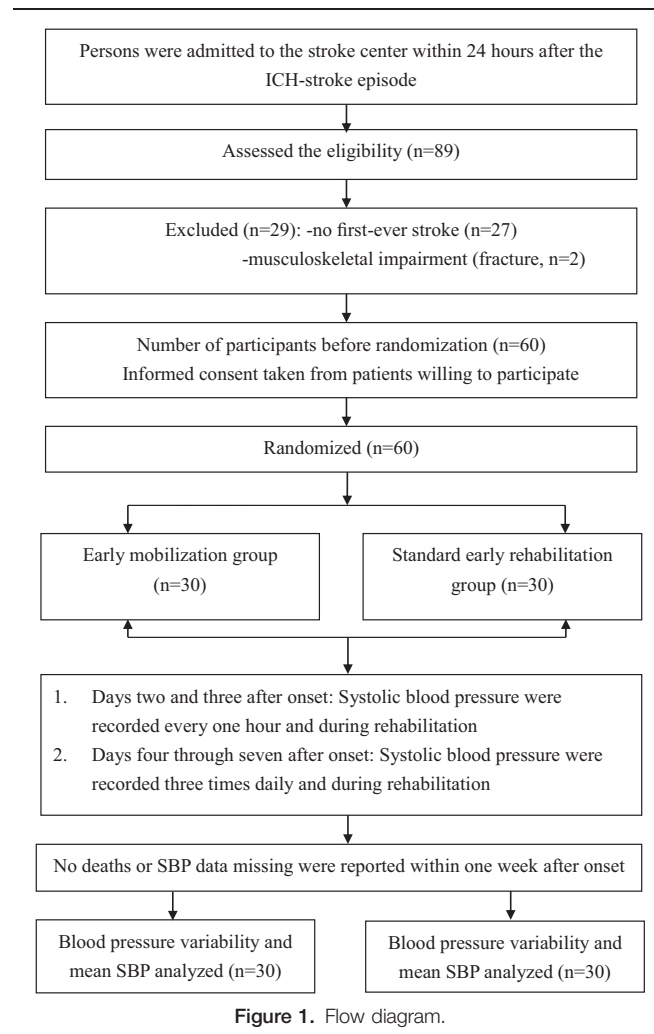 Persons were admitted to the stroke center within 24 hours after the
ICH-stroke episode
Assessed the eligibility (n=89)
Excluded (n=29): -no first-ever stroke (n=27)
-musculoskeletal impairment (fracture, n=2)
Number of participants before randomization (n=60)
Informed consent taken from patients willing to participate
Randomized (n=60)
Early mobilization group
(n=30)
Standard early rehabilitation
group (n=30)
1. Days two and three after onset: Systolic blood pressure were
recorded every one hour and during rehabilitation
2. Days four through seven after onset: Systolic blood pressure were
recorded three times daily and during rehabilitation
No deaths or SBP data missing were reported within one week after onset
Blood pressure variability and
mean SBP analyzed (n=30)
Blood pressure variability and
mean SBP analyzed (n=30)
Figure 1. Flow diagram.